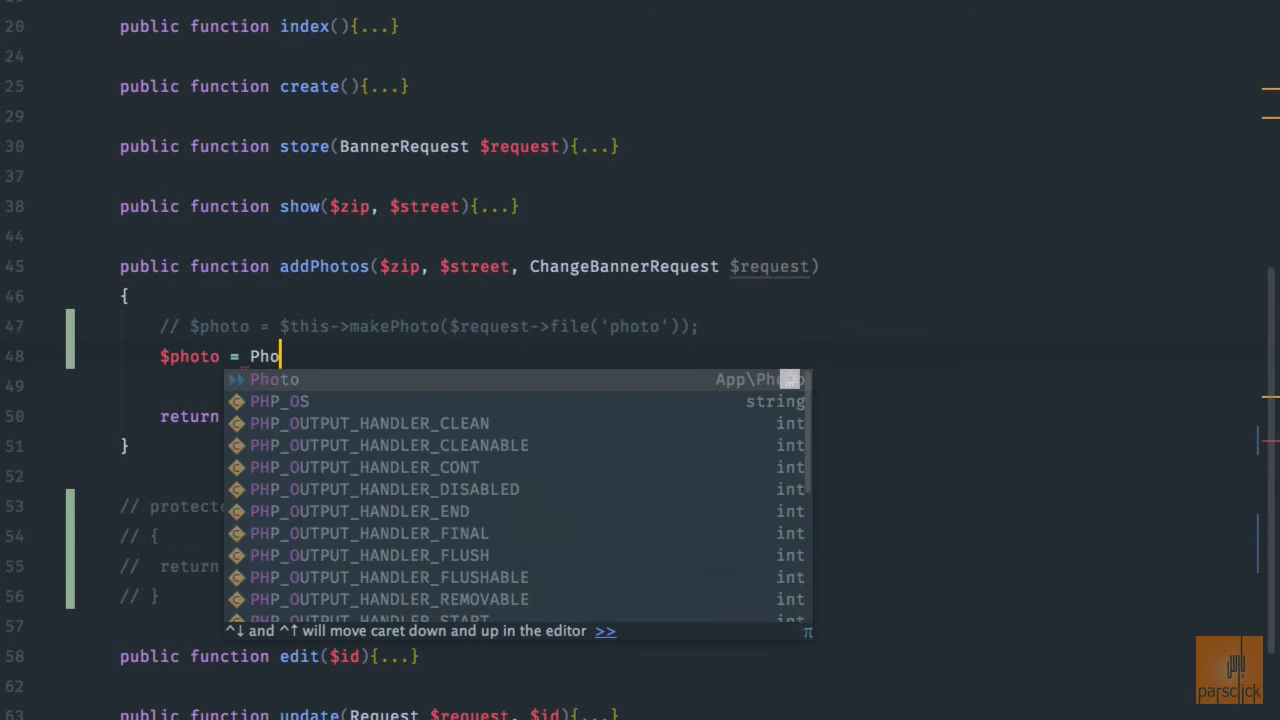 20 public function index(){...}
24
25 public function create(){...}
29
30 public function store(BannerRequest $request){...}
37
38 public function show($zip, $street){...}
44
45 public function addPhotos($zip, $street, ChangeBannerRequest $request)
46 {
47 // $photo = $this->makePhoto($request->file('photo'));
48 $photo = Pho
Photo App\Photo
49
PHP_OS string
50 return
PHP_OUTPUT_HANDLER_CLEAN int
51 }
PHP_OUTPUT_HANDLER_CLEANABLE int
52
PHP_OUTPUT_HANDLER_CONT int
PHP_OUTPUT_HANDLER_DISABLED int
53 // protecte
PHP_OUTPUT_HANDLER_END int
54 // {
PHP_OUTPUT_HANDLER_FINAL int
PHP_OUTPUT_HANDLER_FLUSH int
55 // return
PHP_OUTPUT_HANDLER_FLUSHABLE int
56 // }
PHP_OUTPUT_HANDLER_REMOVABLE int
PHP_OUTPUT_HANDLER_START int
57
^↓ and ^↑ will move caret down and up in the editor >> π
58 public function edit($id){...}
62
63 public function update(Request $request, $id){...}
parsclick